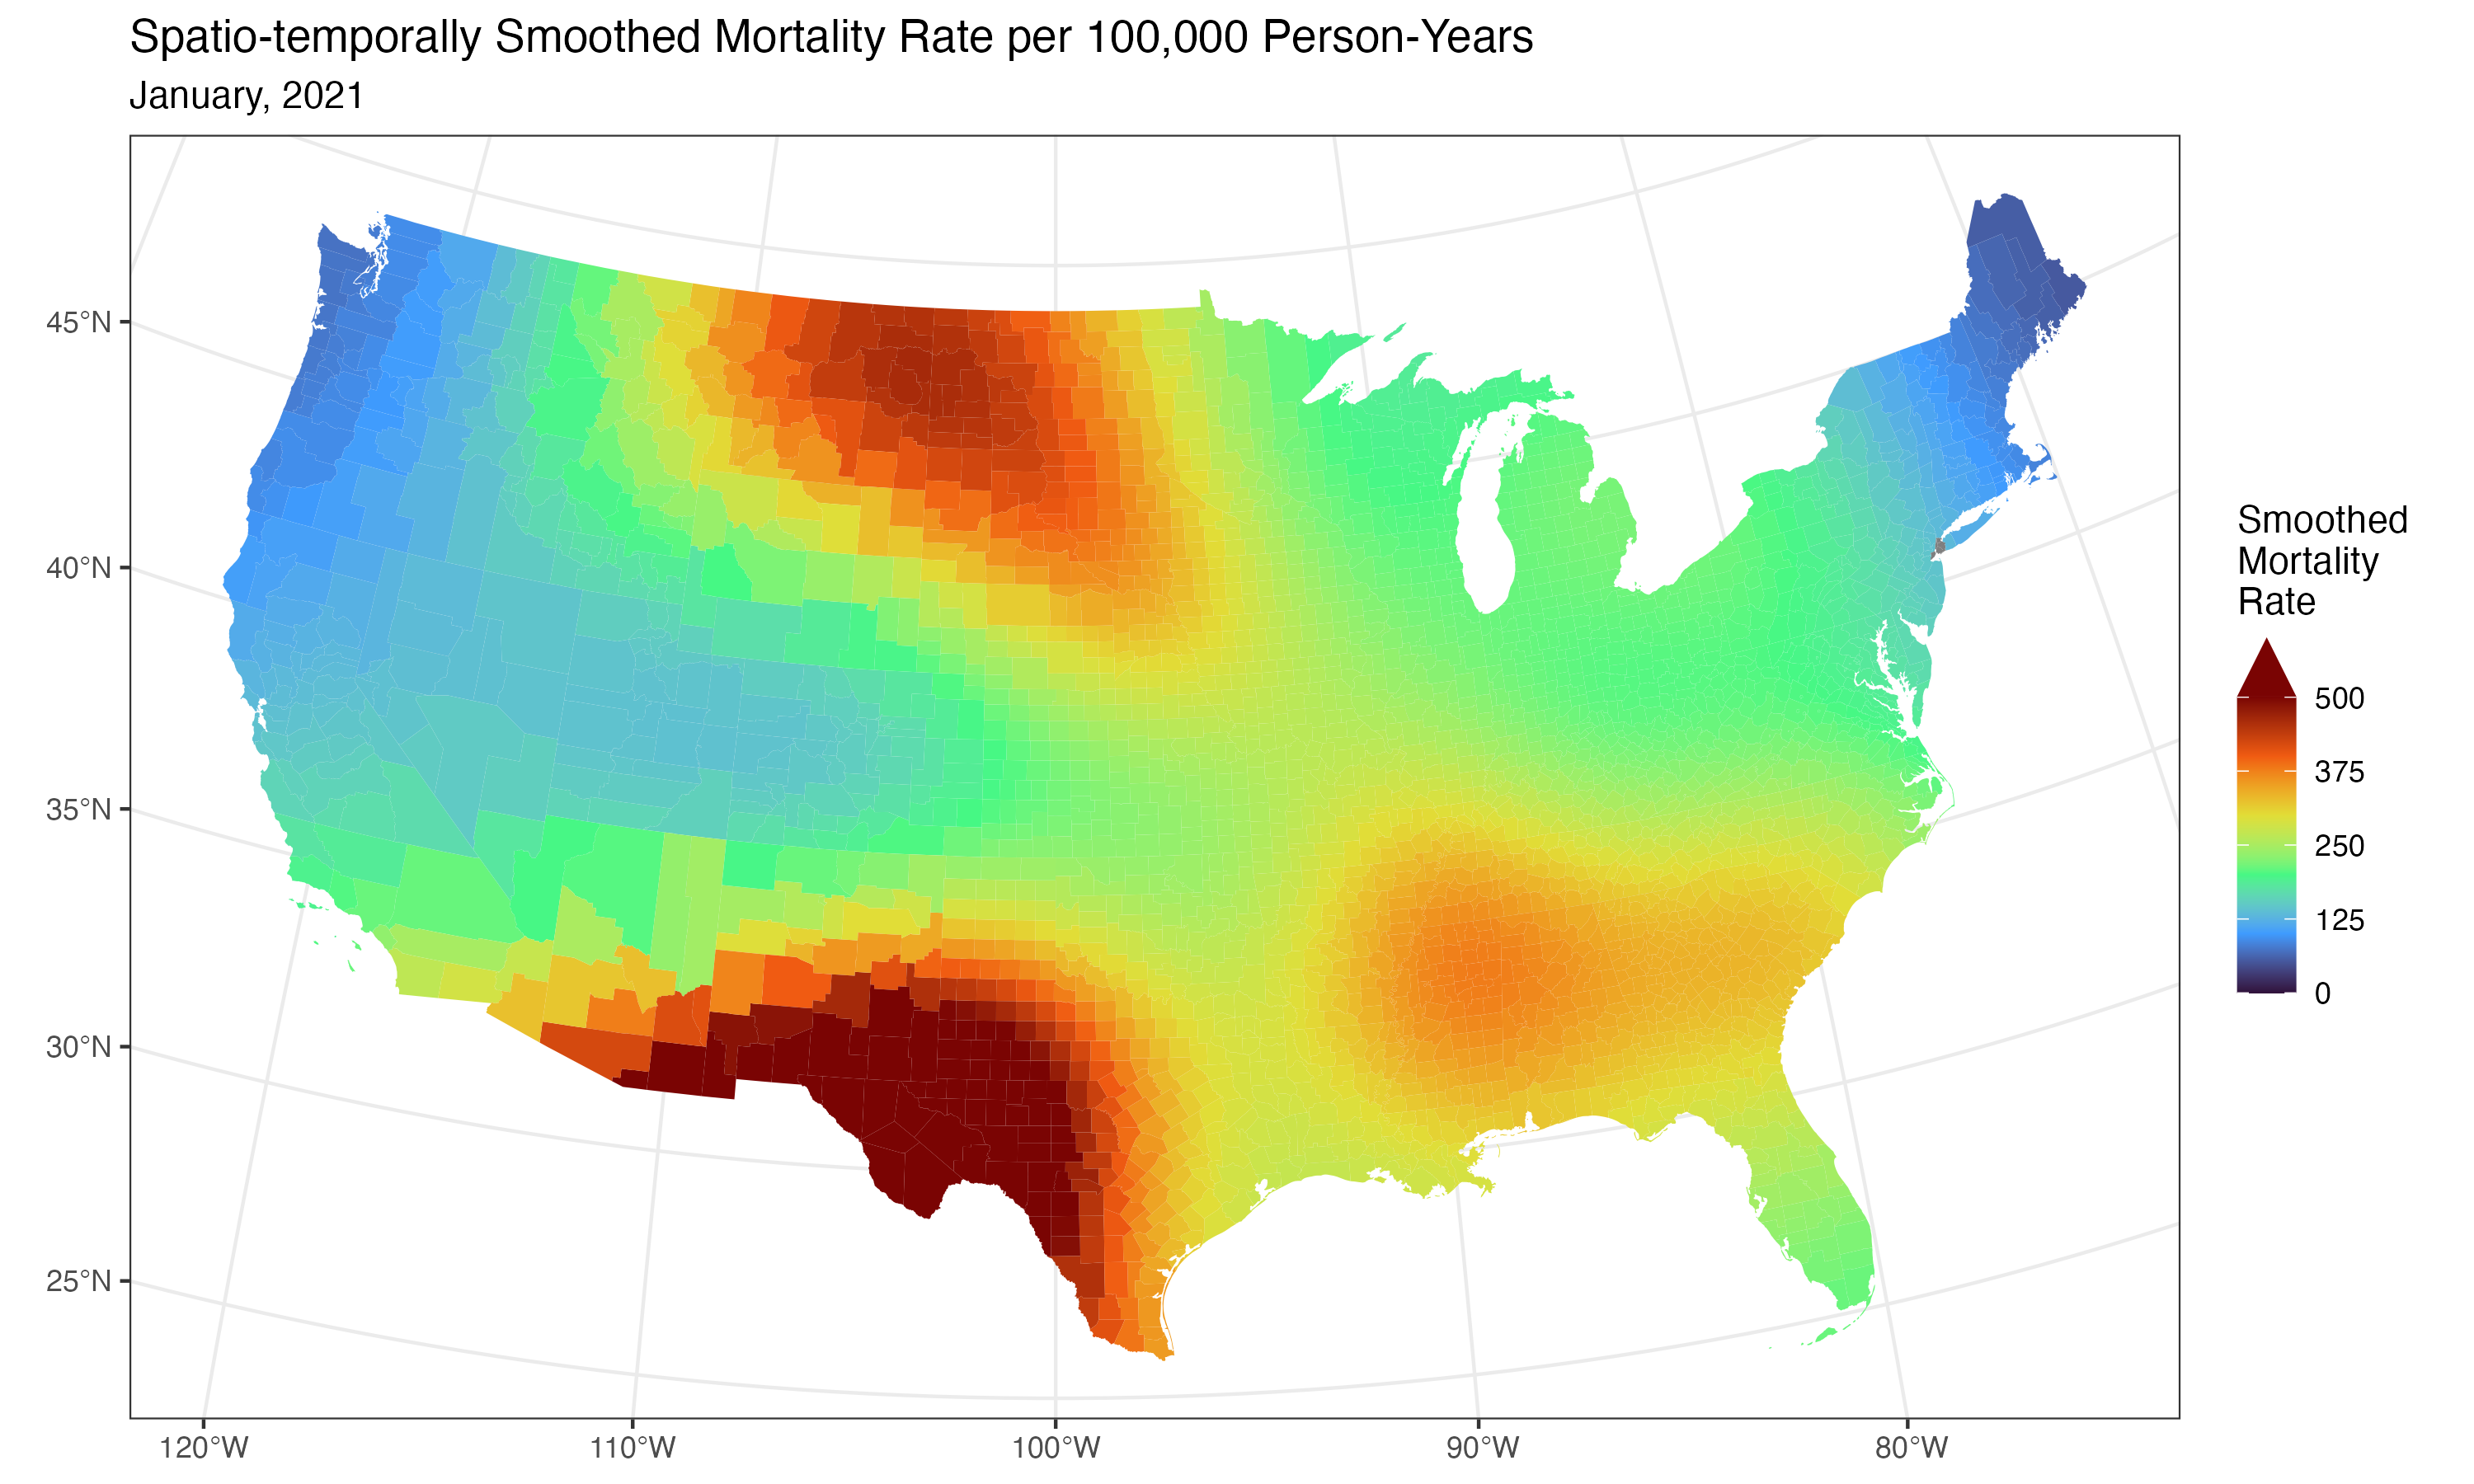 Spatio-temporally Smoothed Mortality Rate per 100,000 Person-Years
January, 2021
45°N
40°N
35°N
30°N
25°N
120°W
110°W
100°W
90°W
80°W
Smoothed
Mortality
Rate
500
375
250
125
0